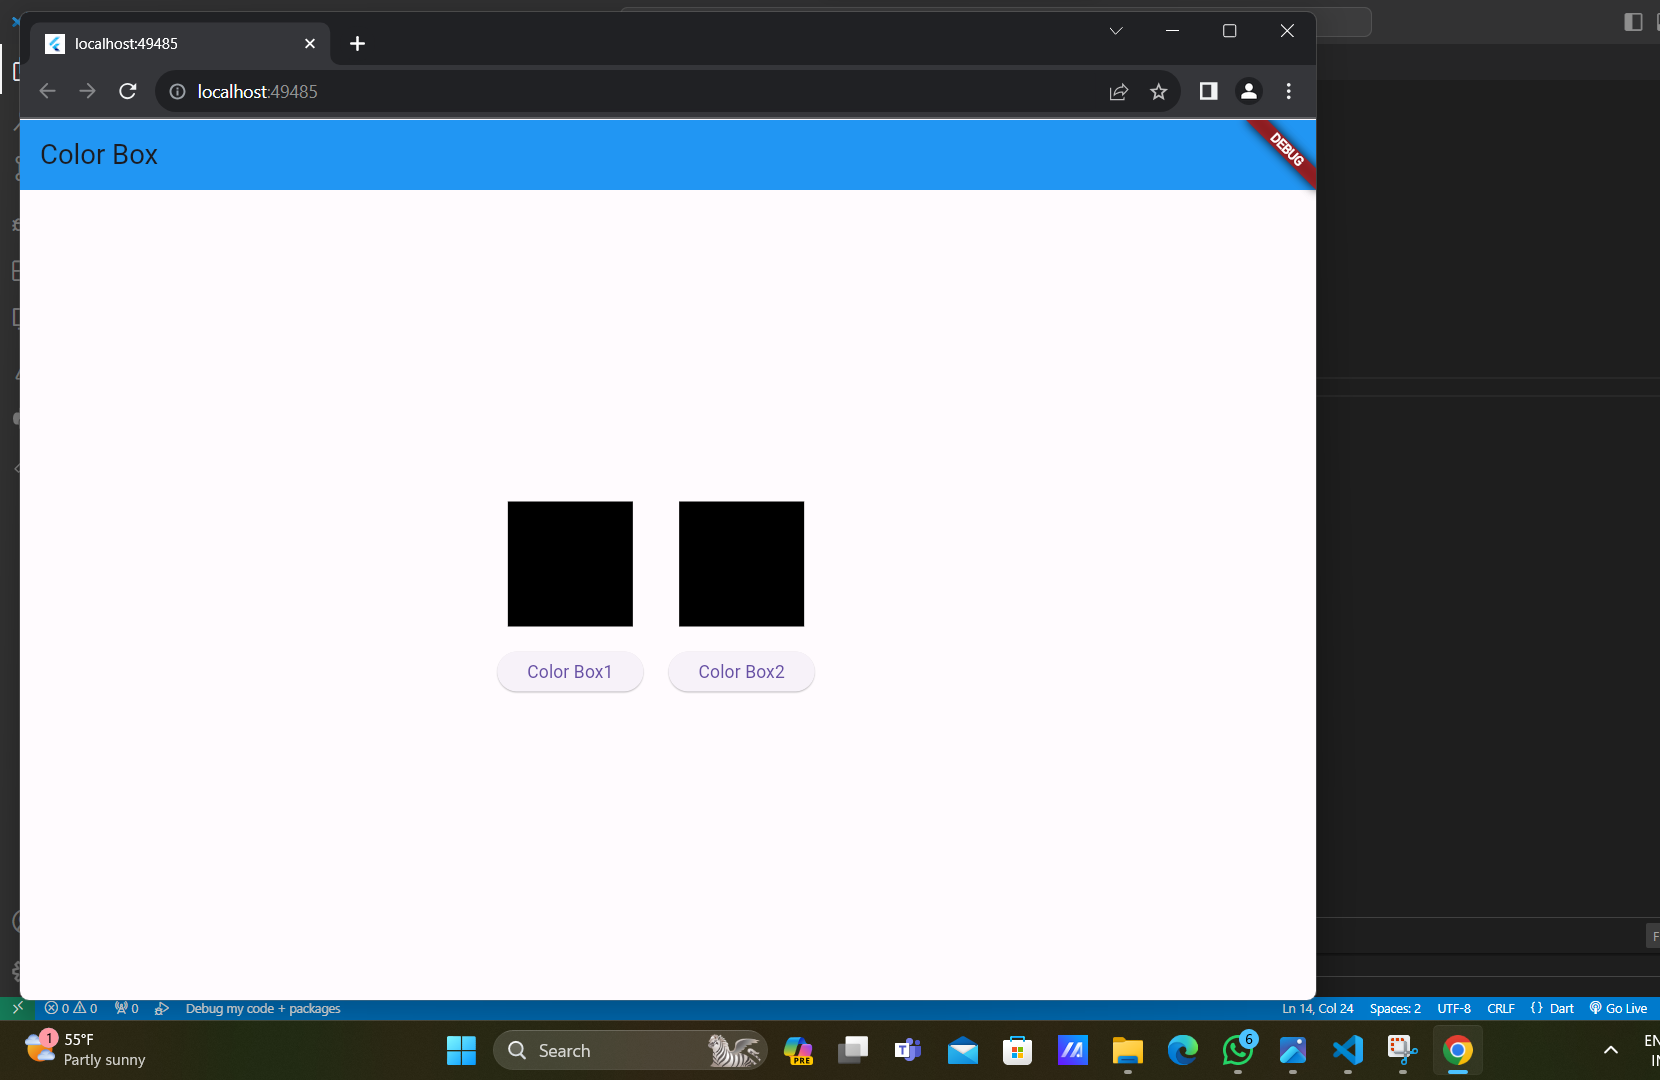 localhost:49485
localhost:49485
Color Box
DEBUG
Color Box1
Color Box2
0 0 0
Debug my code + packages
Ln 14, Col 24
Spaces: 2
UTF-8
CRLF
{} Dart
Go Live
1
55°F
Partly sunny
Search
PRE
T
6
EN
IN
F